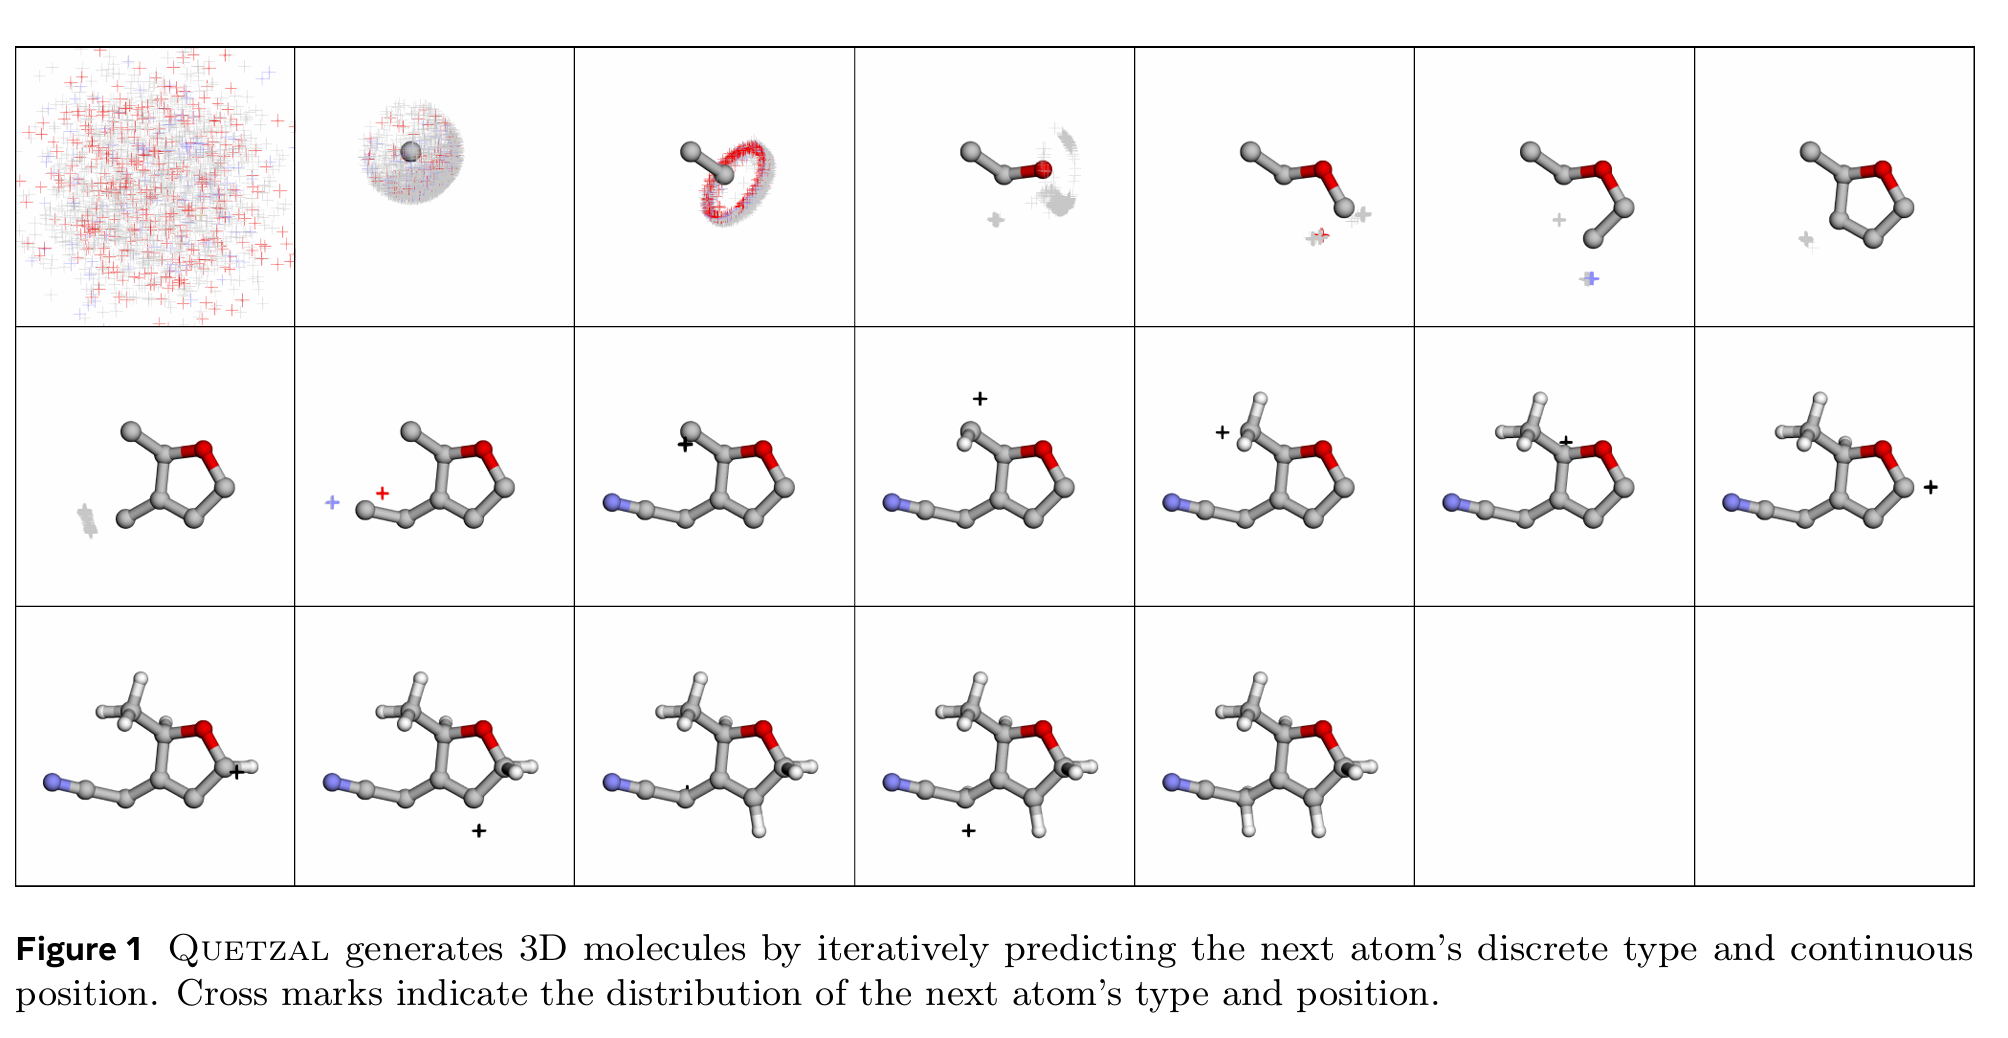 Figure 1 QUETZAL generates 3D molecules by iteratively predicting the next atom's discrete type and continuous
position. Cross marks indicate the distribution of the next atom's type and position.